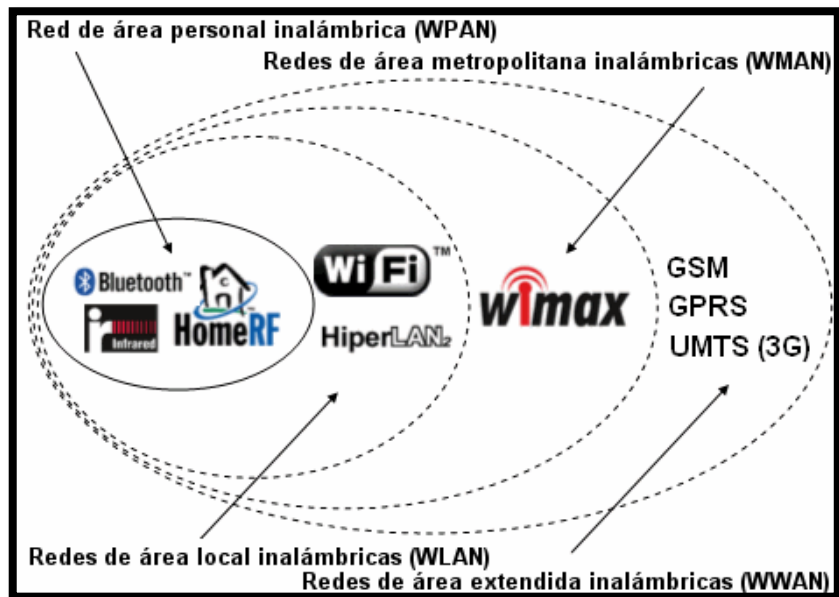 Red de área personal inalámbrica (WPAN)
Redes de área metropolitana inalámbricas (WMAN)
Bluetooth™
Infrared
HomeRF™
Wi Fi™
HiperLAN2
wimax
GSM
GPRS
UMTS (3G)
Redes de área local inalámbricas (WLAN)
Redes de área extendida inalámbricas (WWAN)